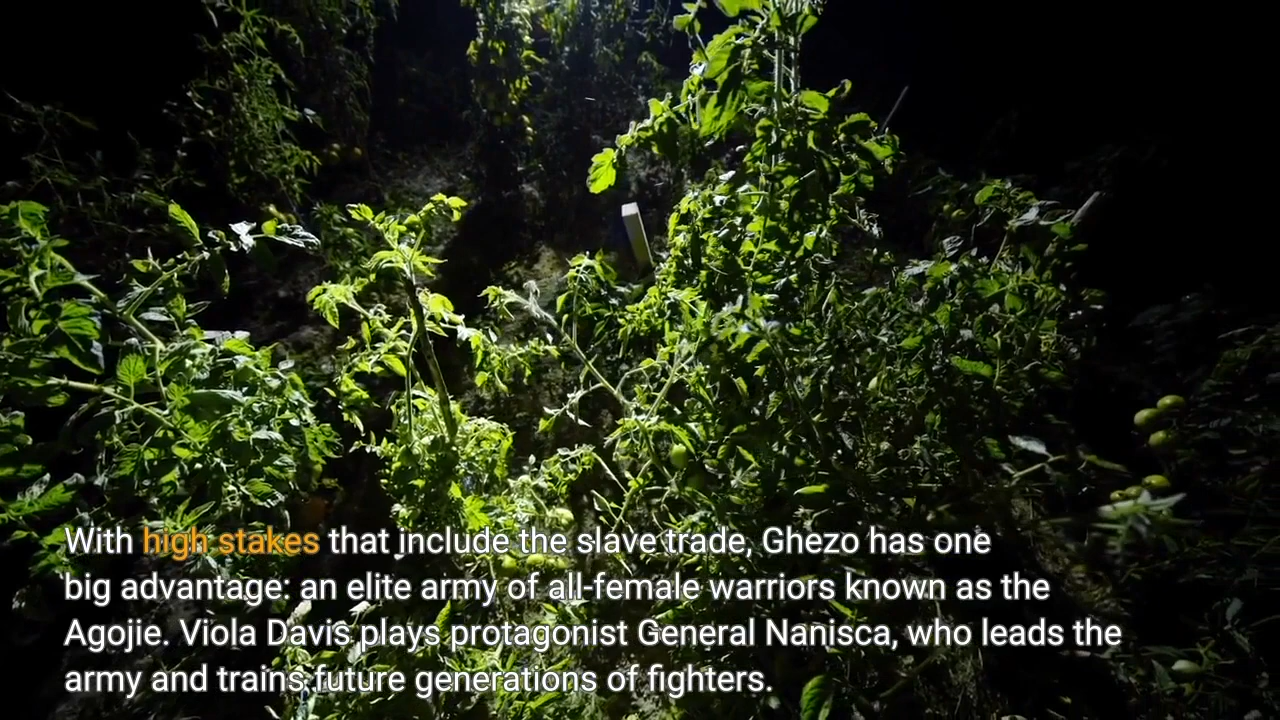 With high stakes that include the slave trade, Ghezo has one
big advantage: an elite army of all-female warriors known as the
Agojie. Viola Davis plays protagonist General Nanisca, who leads the
army and trains future generations of fighters.